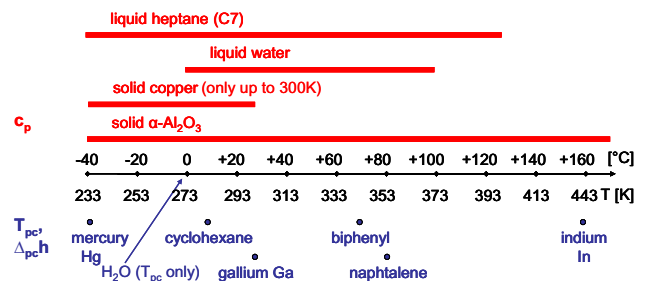 liquid heptane (C7)
liquid water
solid copper (only up to 300K)
cp
solid α-Al2O3
-40 -20 0 +20 +40 +60 +80 +100 +120 +140 +160 [°C]
233 253 273 293 313 333 353 373 393 413 443 T [K]
Tpc,
Δpch
mercury cyclohexane biphenyl indium
Hg In
H2O (Tpc only) gallium Ga naphtalene